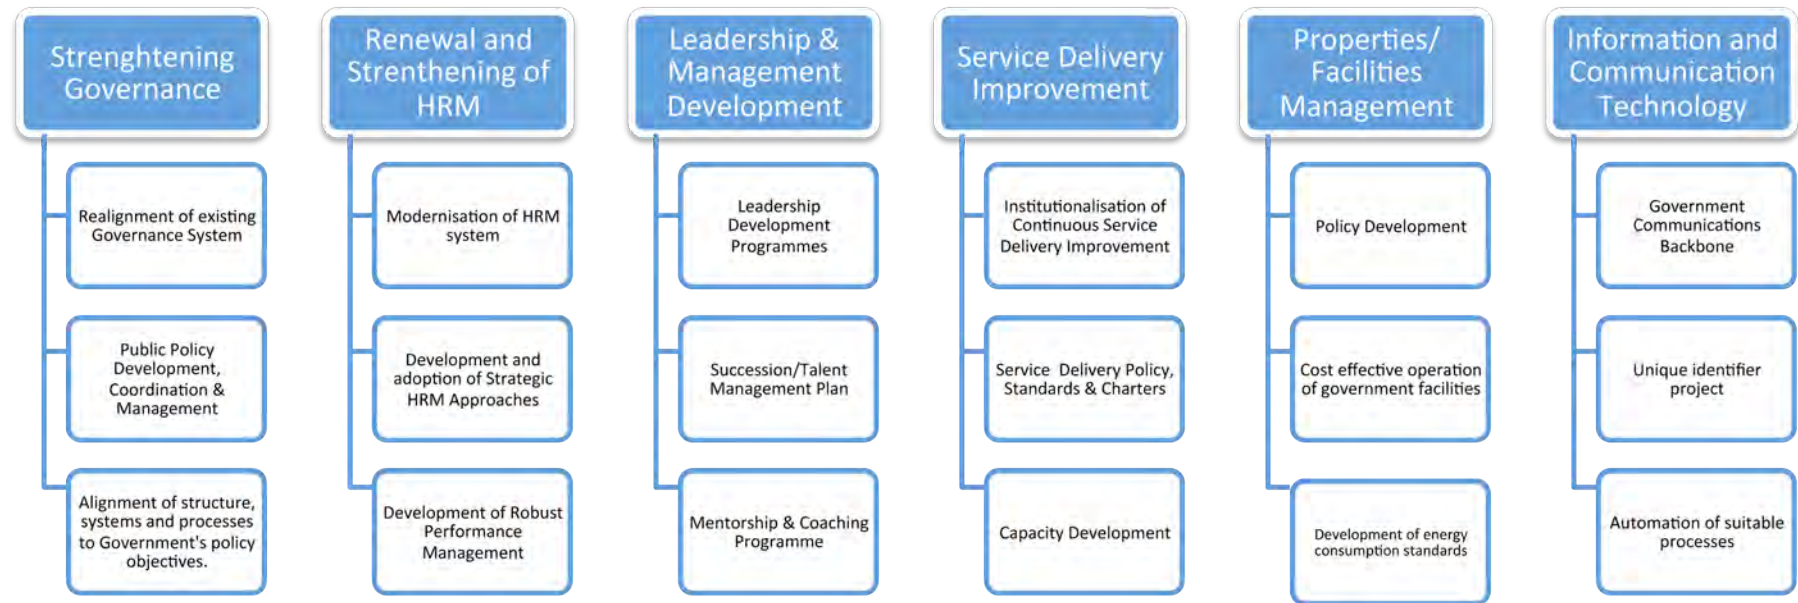 Strenghtening
Governance
Realignment of existing
Governance System
Public Policy
Development,
Coordination &
Management
Alignment of structure,
systems and processes
to Government's policy
objectives.
Renewal and
Strenthening of
HRM
Modernisation of HRM
system
Development and
adoption of Strategic
HRM Approaches
Development of Robust
Performance
Management
Leadership &
Management
Development
Leadership
Development
Programmes
Succession/Talent
Management Plan
Mentorship & Coaching
Programme
Service Delivery
Improvement
Institutionalisation of
Continuous Service
Delivery Improvement
Service Delivery Policy,
Standards & Charters
Capacity Development
Properties/
Facilities
Management
Policy Development
Cost effective operation
of government facilities
Development of energy
consumption standards
Information and
Communication
Technology
Government
Communications
Backbone
Unique identifier
project
Automation of suitable
processes